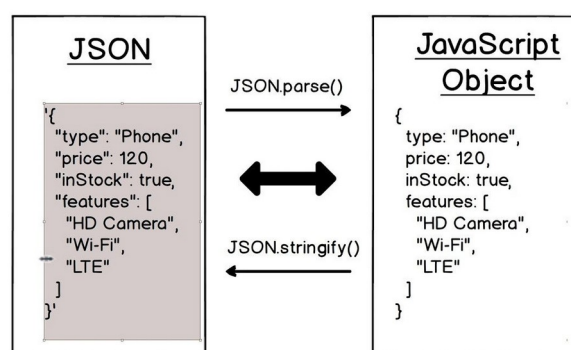 JSON
'{
"type": "Phone",
"price": 120,
"inStock": true,
"features": [
"HD Camera",
"Wi-Fi",
"LTE"
]
}'
JSON.parse()
JSON.stringify()
JavaScript
Object
{
type: "Phone",
price: 120,
inStock: true,
features: [
"HD Camera",
"Wi-Fi",
"LTE"
]
}